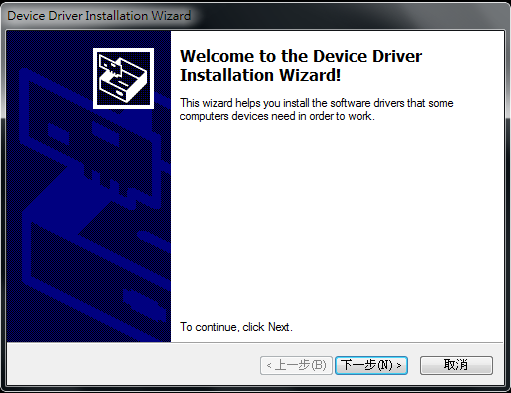 Device Driver Installation Wizard
Welcome to the Device Driver
Installation Wizard!
This wizard helps you install the software drivers that some
computers devices need in order to work.
To continue, click Next.
< 上一步(B) 下一步(N) > 取消